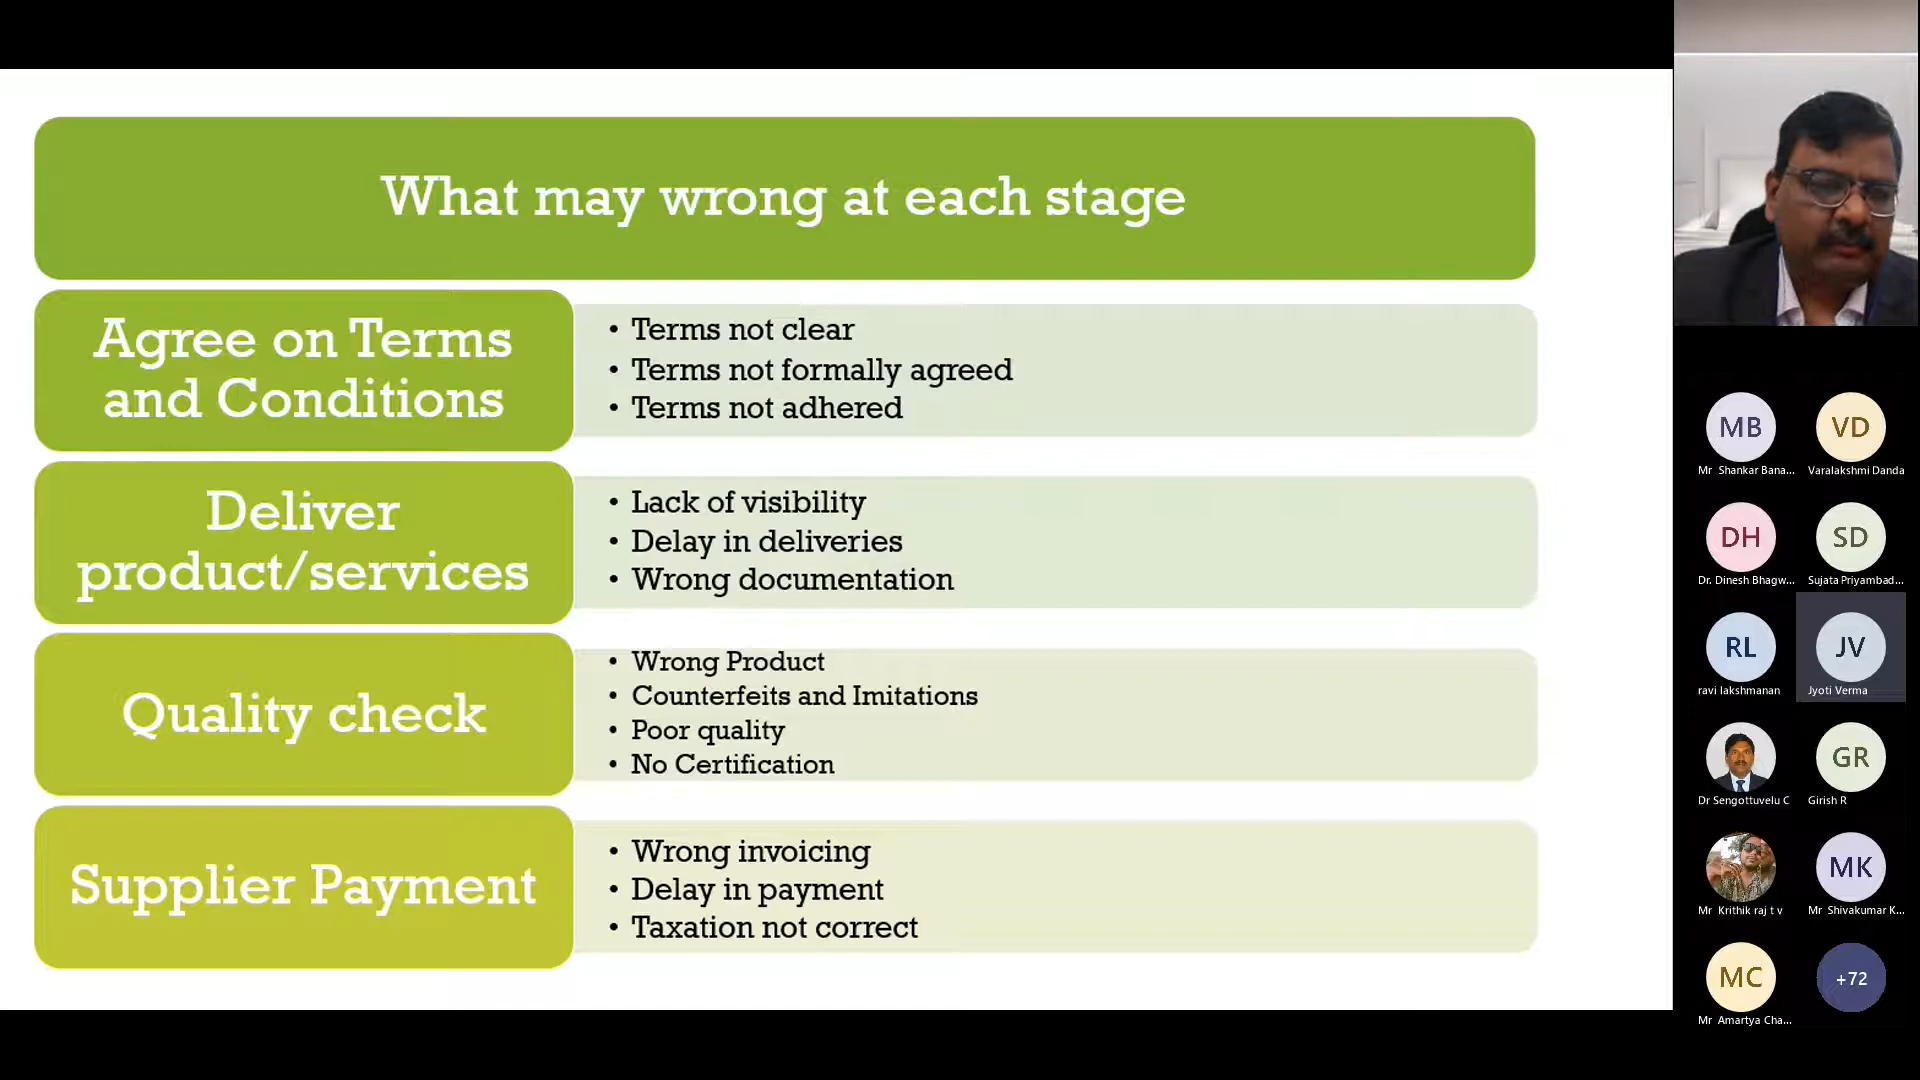 What may wrong at each stage
Agree on Terms
and Conditions
• Terms not clear
• Terms not formally agreed
• Terms not adhered
Deliver
product/services
• Lack of visibility
• Delay in deliveries
• Wrong documentation
Quality check
• Wrong Product
• Counterfeits and Imitations
• Poor quality
• No Certification
Supplier Payment
• Wrong invoicing
• Delay in payment
• Taxation not correct
MB
VD
Mr Shankar Bana...
Varalakshmi Danda
DH
SD
Dr. Dinesh Bhagw...
Sujata Priyambad...
RL
JV
ravi lakshmanan
Jyoti Verma
GR
Dr Sengottuvelu C
Girish R
MK
Mr Krithik raj t v
Mr Shivakumar K...
MC
+72
Mr Amartya Cha...